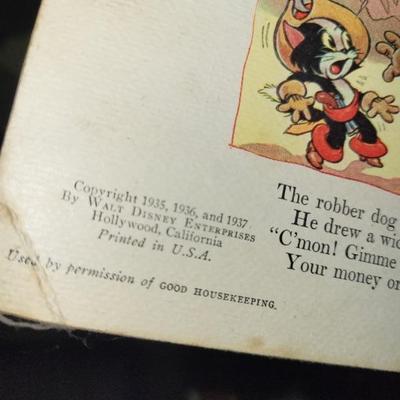 Copyright 1935, 1936, and 1937
By WALT DISNEY ENTERPRISES
Hollywood, California
Printed in U.S.A.
Used by permission of GOOD HOUSEKEEPING.
The robber dog
He drew a wic
"C'mon! Gimme
Your money or